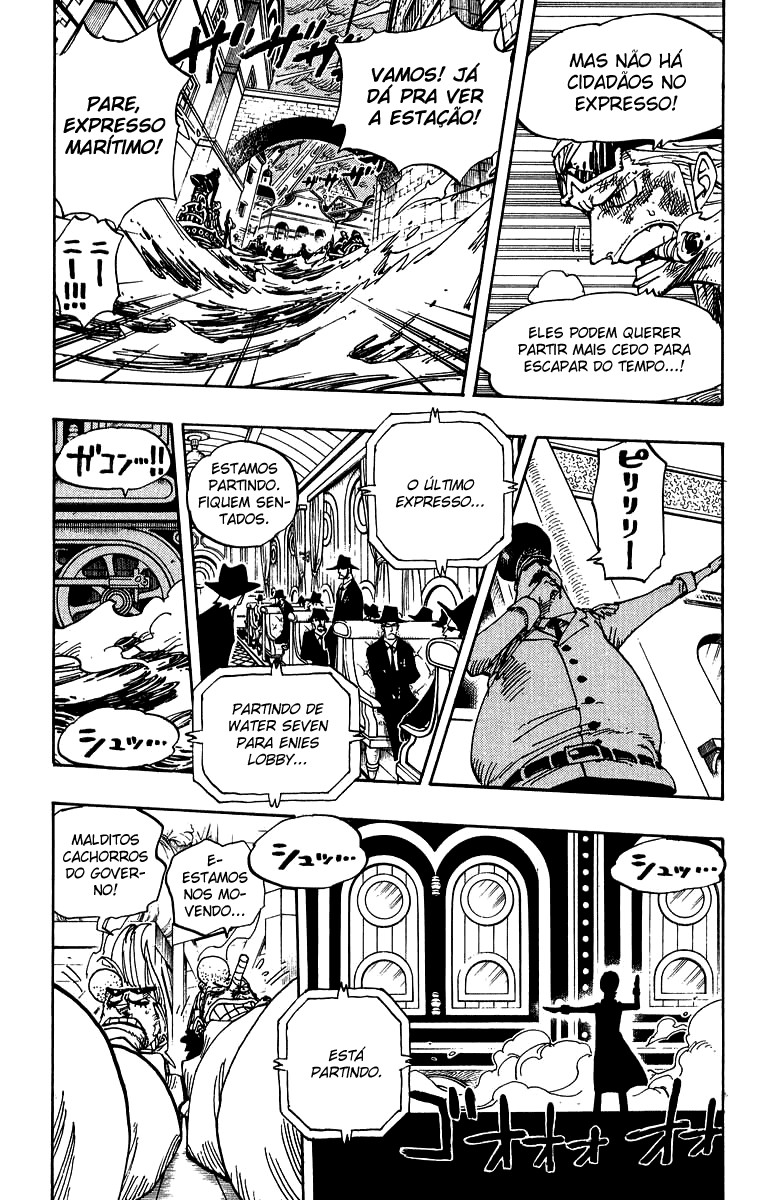 MAS NÃO HÁ
CIDADÃOS NO
EXPRESSO!
ELES PODEM QUERER
PARTIR MAIS CEDO PARA
ESCAPAR DO TEMPO...!
VAMOS! JÁ
DÁ PRA VER
A ESTAÇÃO!
PARE,
EXPRESSO
MARÍTIMO!
ニー
ニー
!!!
ピリリリー
O ÚLTIMO
EXPRESSO...
ESTAMOS
PARTINDO.
FIQUEM SEN-
TADOS.
PARTINDO DE
WATER SEVEN
PARA ENIES
LOBBY...
ガコン…!!
シュッ…
シュッ…
シュッ…
ゴオオオオ
ESTÁ
PARTINDO.
E-
ESTAMOS
NOS MO-
VENDO...
MALDITOS
CACHORROS
DO GOVER-
NO!